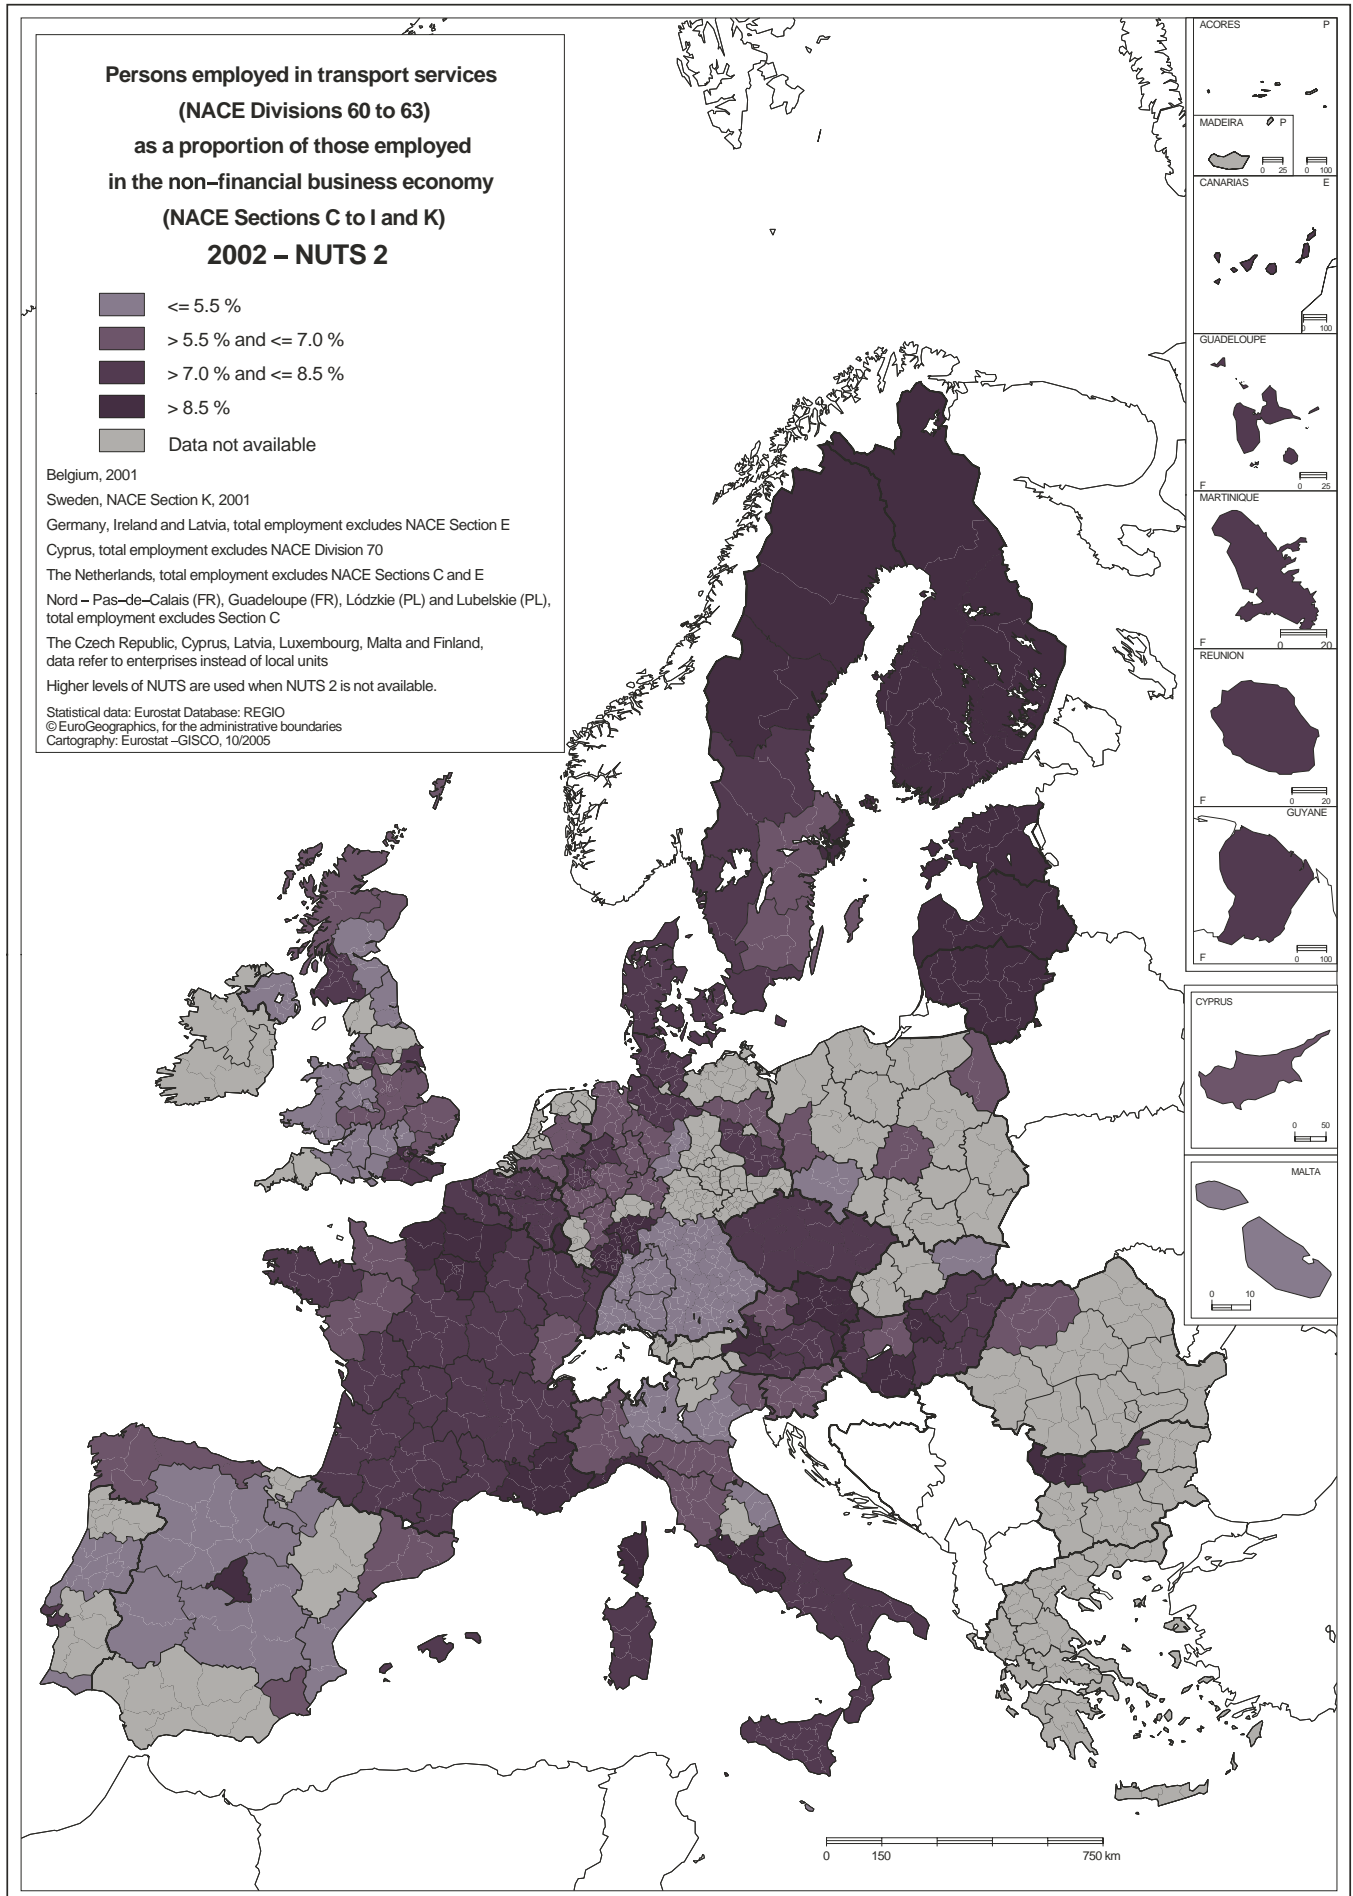 Persons employed in transport services
(NACE Divisions 60 to 63)
as a proportion of those employed
in the non–financial business economy
(NACE Sections C to I and K)
2002 – NUTS 2
<= 5.5 %
> 5.5 % and <= 7.0 %
> 7.0 % and <= 8.5 %
> 8.5 %
Data not available
Belgium, 2001
Sweden, NACE Section K, 2001
Germany, Ireland and Latvia, total employment excludes NACE Section E
Cyprus, total employment excludes NACE Division 70
The Netherlands, total employment excludes NACE Sections C and E
Nord – Pas–de–Calais (FR), Guadeloupe (FR), Lódzkie (PL) and Lubelskie (PL),
total employment excludes Section C
The Czech Republic, Cyprus, Latvia, Luxembourg, Malta and Finland,
data refer to enterprises instead of local units
Higher levels of NUTS are used when NUTS 2 is not available.
Statistical data: Eurostat Database: REGIO
© EuroGeographics, for the administrative boundaries
Cartography: Eurostat –GISCO, 10/2005
ACORES P
MADEIRA P
0 25 0 100
CANARIAS E
0 100
GUADELOUPE
F 0 25
MARTINIQUE
F 0 20
REUNION
F 0 20
GUYANE
F 0 100
CYPRUS
0 50
MALTA
0 10
0 150 750 km